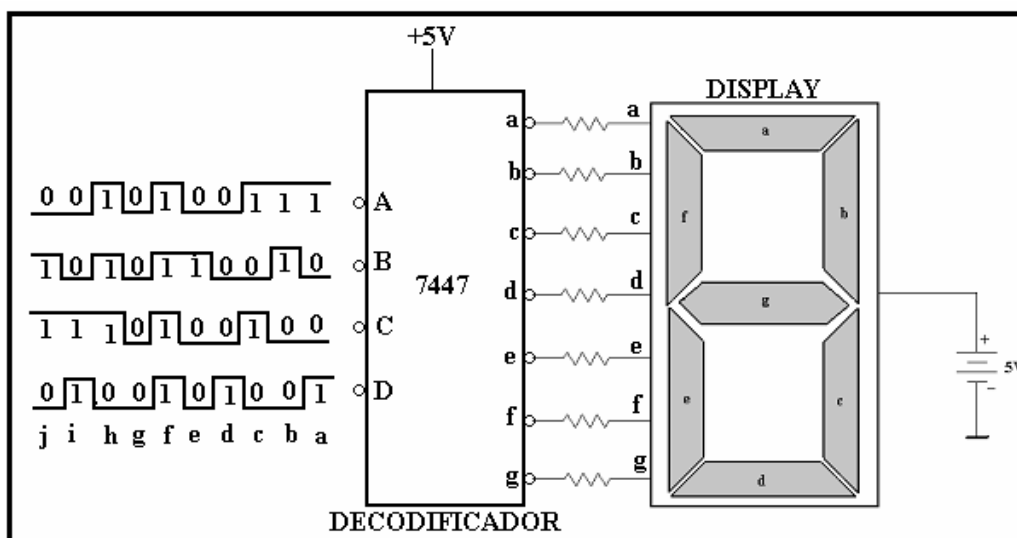 +5V
DISPLAY
a
a
a
b
b
b
c
c
c
d
d
d
e
e
e
f
f
f
g
g
g
7447
0 0 1 0 1 0 0 1 1 1
A
1 0 1 0 1 1 0 0 1 0
B
1 1 1 0 1 0 0 1 0 0
C
0 1 0 0 1 0 1 0 0 1
D
j i h g f e d c b a
+
5V
−
DECODIFICADOR